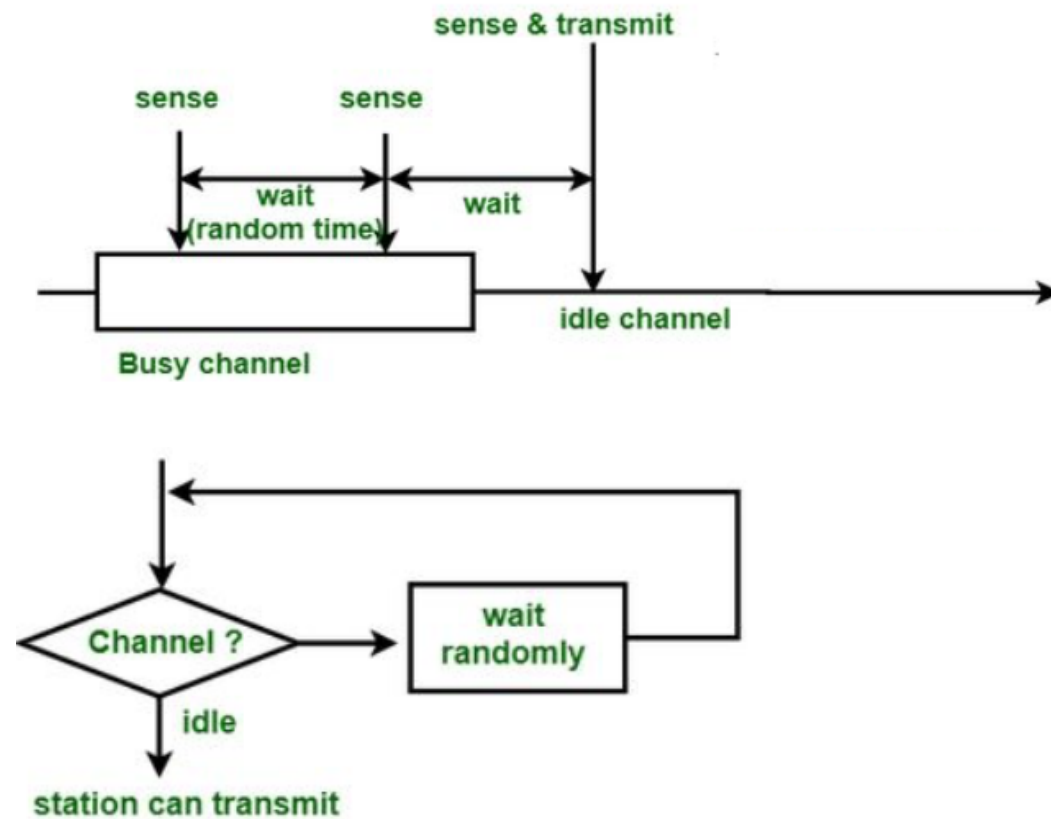 sense & transmit
sense
sense
wait
(random time)
wait
idle channel
Busy channel
Channel ?
wait
randomly
idle
station can transmit